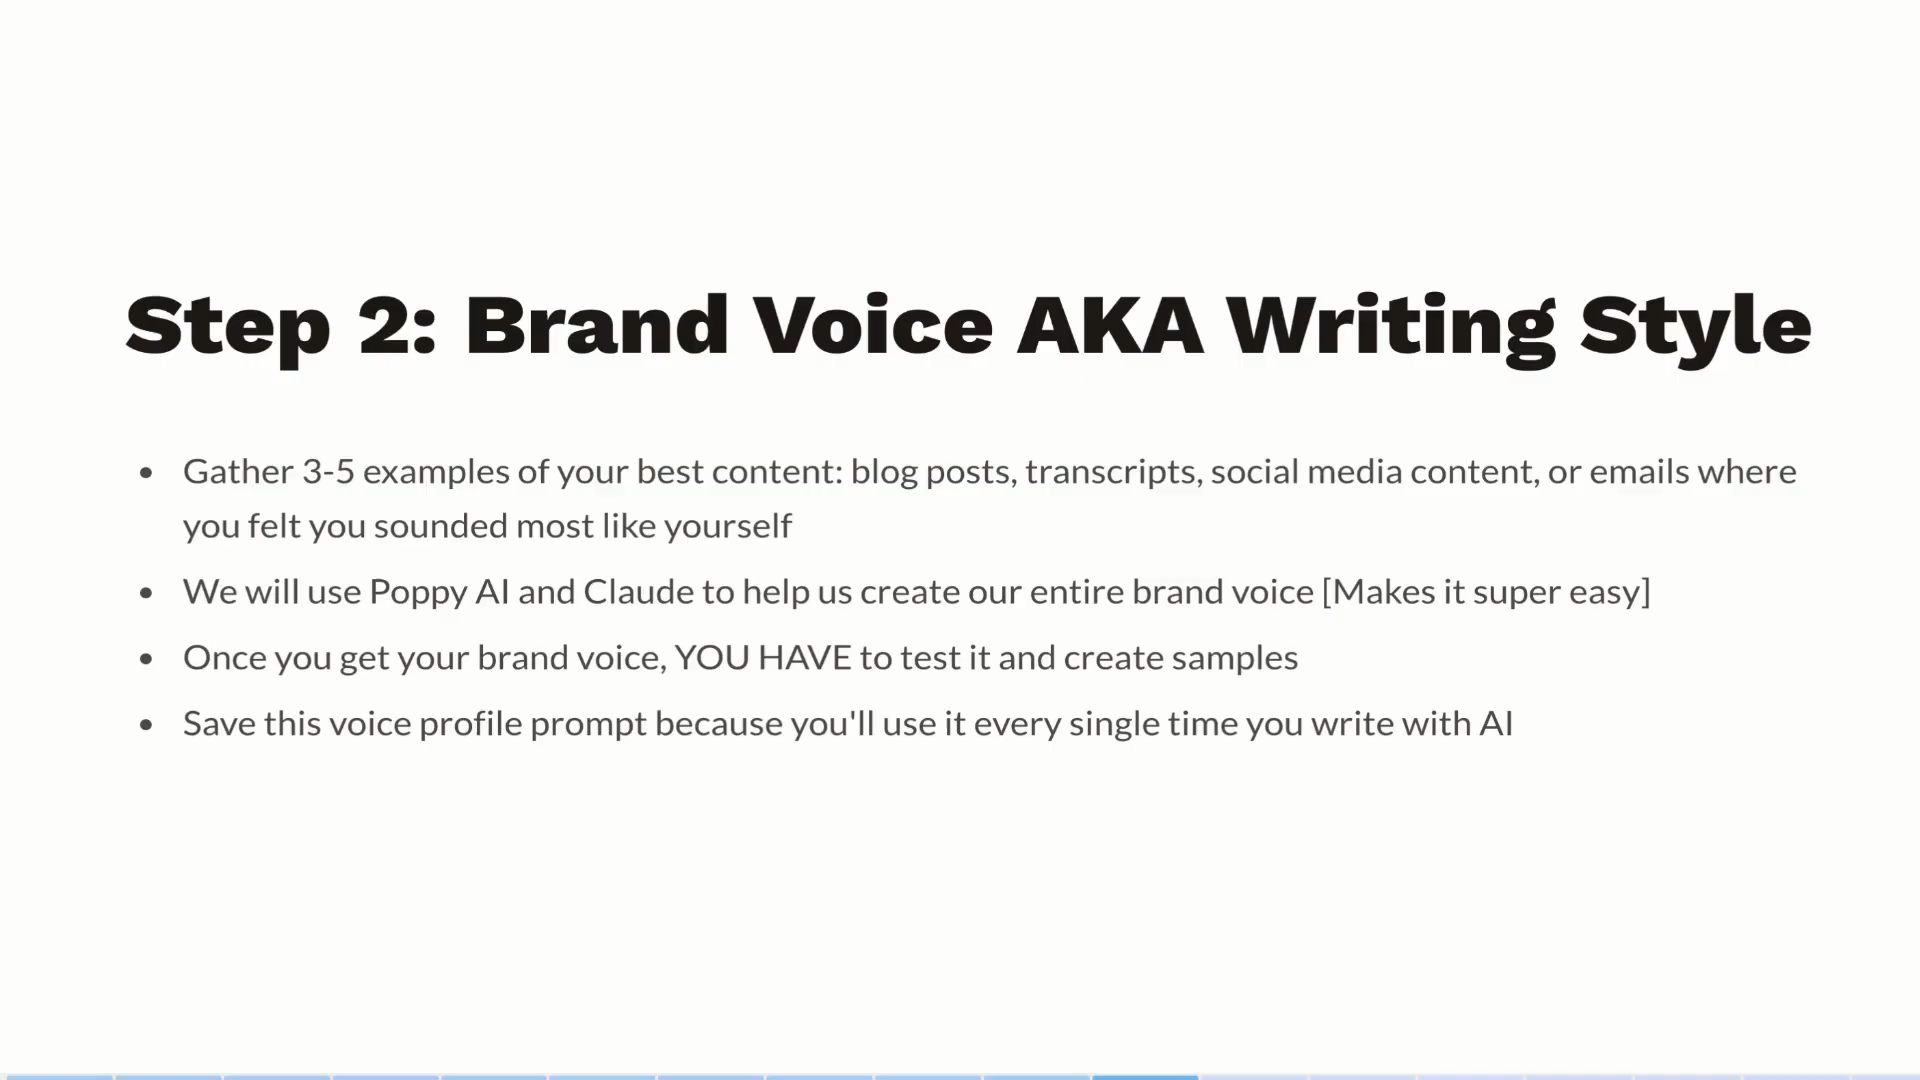 Step 2: Brand Voice AKA Writing Style
• Gather 3-5 examples of your best content: blog posts, transcripts, social media content, or emails where
you felt you sounded most like yourself
• We will use Poppy AI and Claude to help us create our entire brand voice [Makes it super easy]
• Once you get your brand voice, YOU HAVE to test it and create samples
• Save this voice profile prompt because you'll use it every single time you write with AI